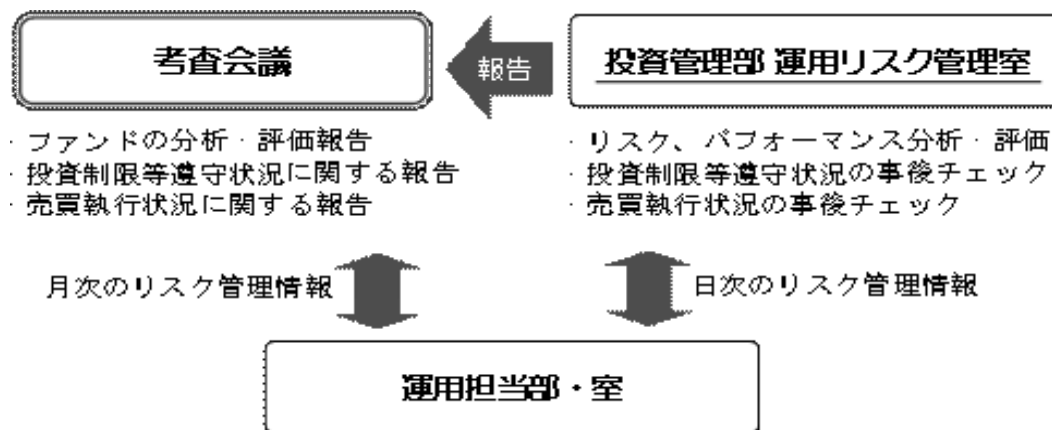 考査会議
報告
投資管理部 運用リスク管理室
· ファンドの分析・評価報告
· 投資制限等遵守状況に関する報告
· 売買執行状況に関する報告
· リスク、パフォーマンス分析・評価
· 投資制限等遵守状況の事後チェック
· 売買執行状況の事後チェック
月次のリスク管理情報
日次のリスク管理情報
運用担当部・室